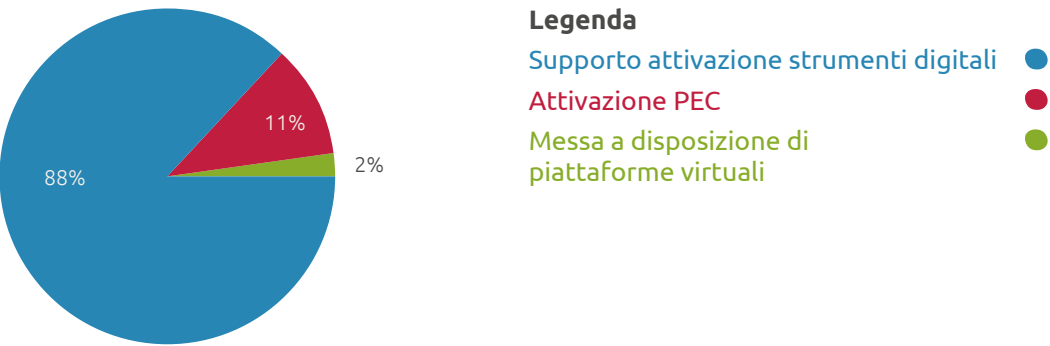 Legenda
Supporto attivazione strumenti digitali
Attivazione PEC
Messa a disposizione di
piattaforme virtuali
11%
2%
88%